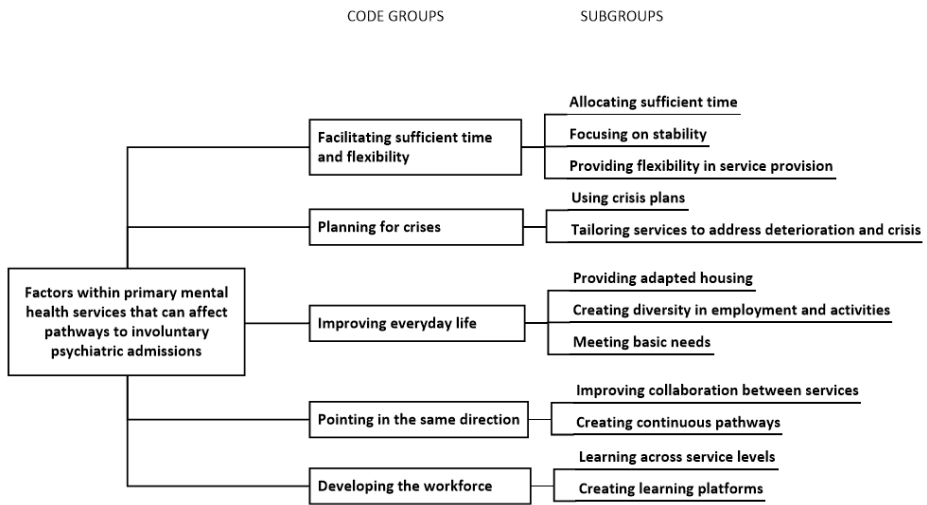 CODE GROUPS
SUBGROUPS
Factors within primary mental
health services that can affect
pathways to involuntary
psychiatric admissions
Facilitating sufficient time
and flexibility
Allocating sufficient time
Focusing on stability
Providing flexibility in service provision
Planning for crises
Using crisis plans
Tailoring services to address deterioration and crisis
Improving everyday life
Providing adapted housing
Creating diversity in employment and activities
Meeting basic needs
Pointing in the same direction
Improving collaboration between services
Creating continuous pathways
Developing the workforce
Learning across service levels
Creating learning platforms